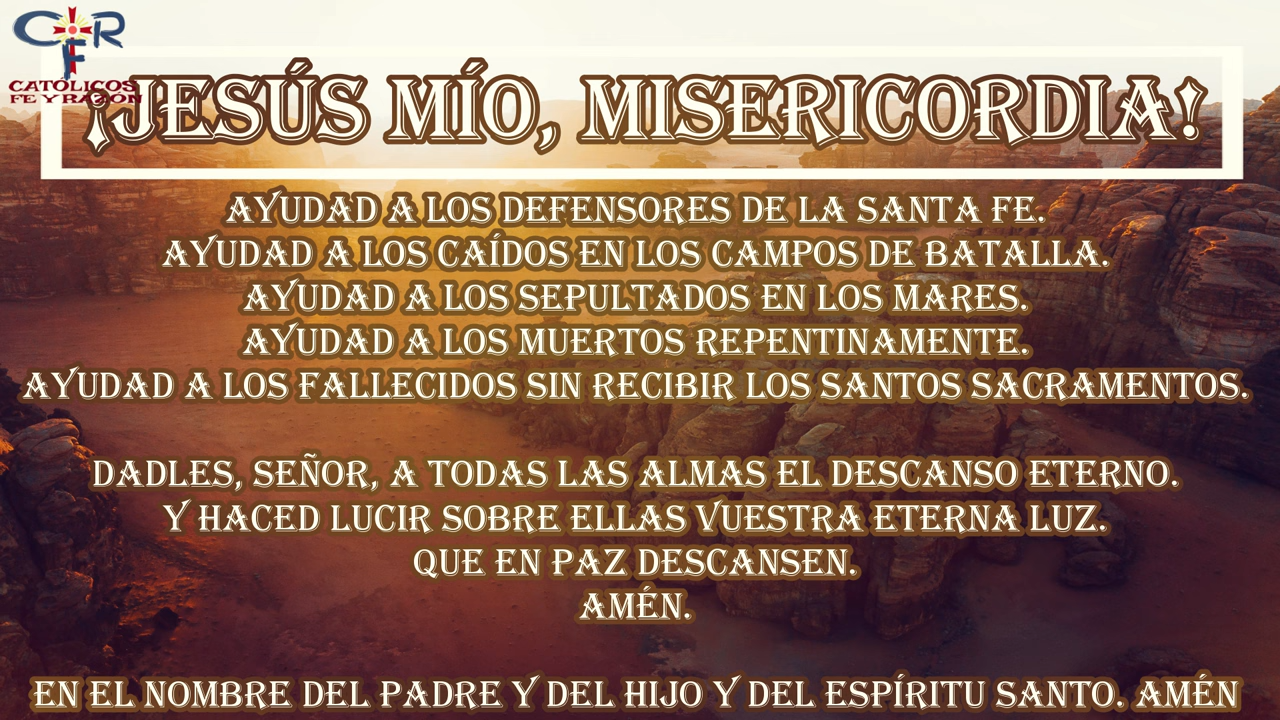 CFR
CATÓLICOS
FE Y RAZÓN
¡JESÚS MÍO, MISERICORDIA!
AYUDAD A LOS DEFENSORES DE LA SANTA FE.
AYUDAD A LOS CAÍDOS EN LOS CAMPOS DE BATALLA.
AYUDAD A LOS SEPULTADOS EN LOS MARES.
AYUDAD A LOS MUERTOS REPENTINAMENTE.
AYUDAD A LOS FALLECIDOS SIN RECIBIR LOS SANTOS SACRAMENTOS.
DADLES, SEÑOR, A TODAS LAS ALMAS EL DESCANSO ETERNO.
Y HACED LUCIR SOBRE ELLAS VUESTRA ETERNA LUZ.
QUE EN PAZ DESCANSEN.
AMÉN.
EN EL NOMBRE DEL PADRE Y DEL HIJO Y DEL ESPÍRITU SANTO. AMÉN